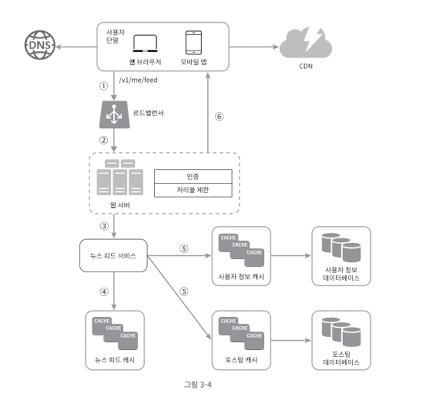 DNS
사용자
단말
웹 브라우저
모바일 앱
CDN
/v1/me/feed
①
로드밸런서
②
⑥
인증
처리율 제한
웹 서버
③
뉴스 피드 서비스
⑤
CACHE
CACHE
CACHE
사용자 정보 캐시
사용자 정보
데이터베이스
④
⑤
CACHE
CACHE
CACHE
뉴스 피드 캐시
CACHE
CACHE
CACHE
포스팅 캐시
포스팅
데이터베이스
그림 3-4